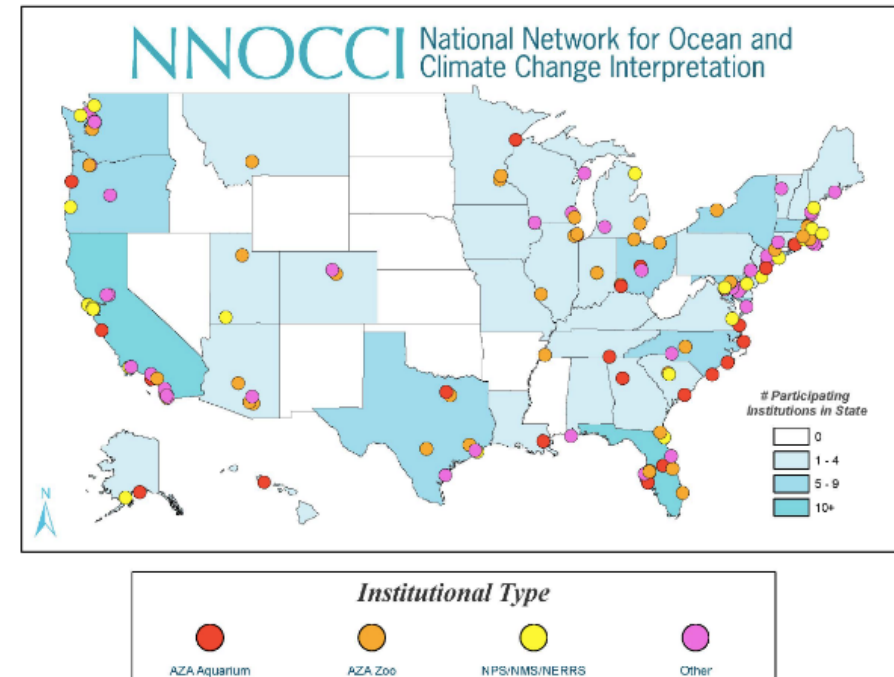 NNOCCI
National Network for Ocean and
Climate Change Interpretation
# Participating
Institutions in State
0
1 - 4
5 - 9
10+
N
Institutional Type
AZA Aquarium
AZA Zoo
NPS/NMS/NERRS
Other